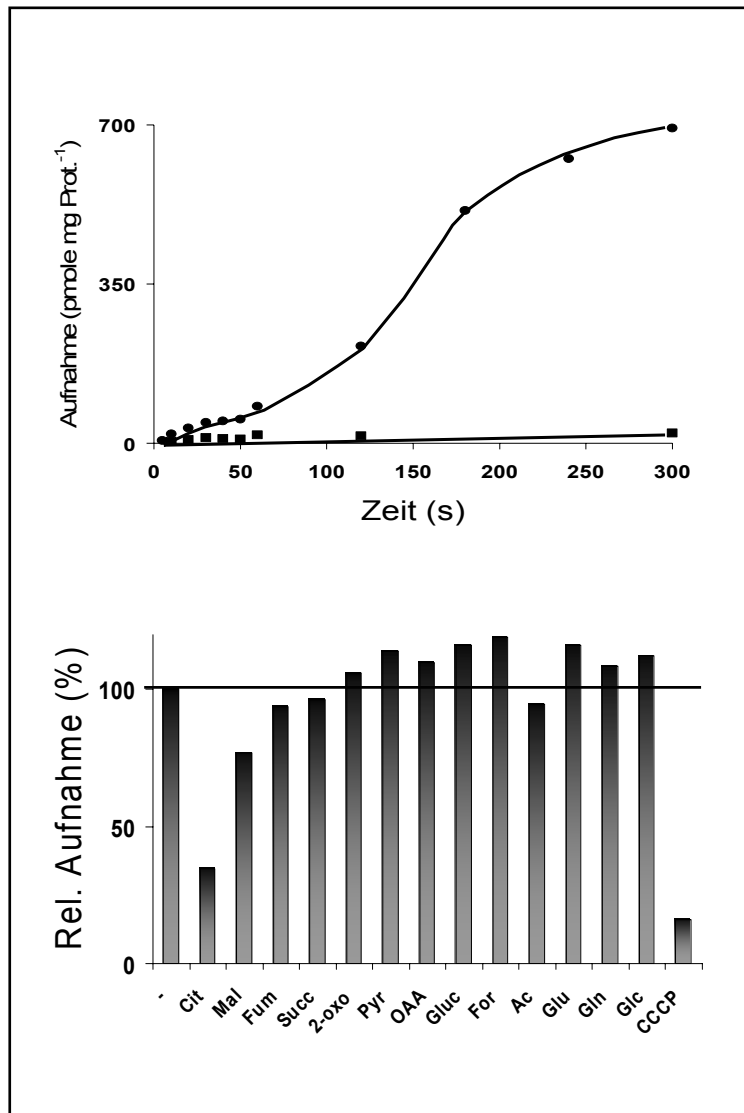 Aufnahme (pmole mg Prot.-1)
700
350
0
0 50 100 150 200 250 300
Zeit (s)
Rel. Aufnahme (%)
100
50
0
- Cit Mal Fum Succ 2-oxo Pyr OAA Gluc For Ac Glu Gln Glc CCCP